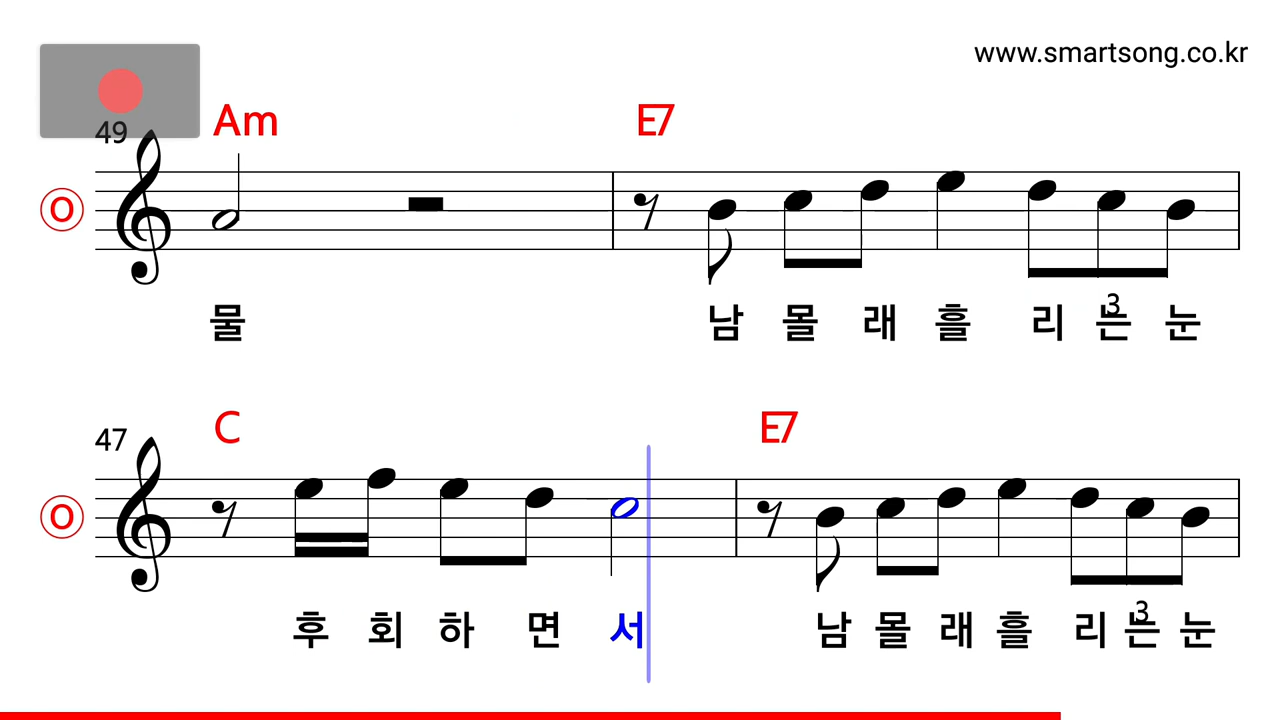 www.smartsong.co.kr
49 Am E7
O
3
물 남 몰 래 흘 리 는 눈
47 C E7
O
3
후 회 하 면 서 남 몰 래 흘 리 는 눈